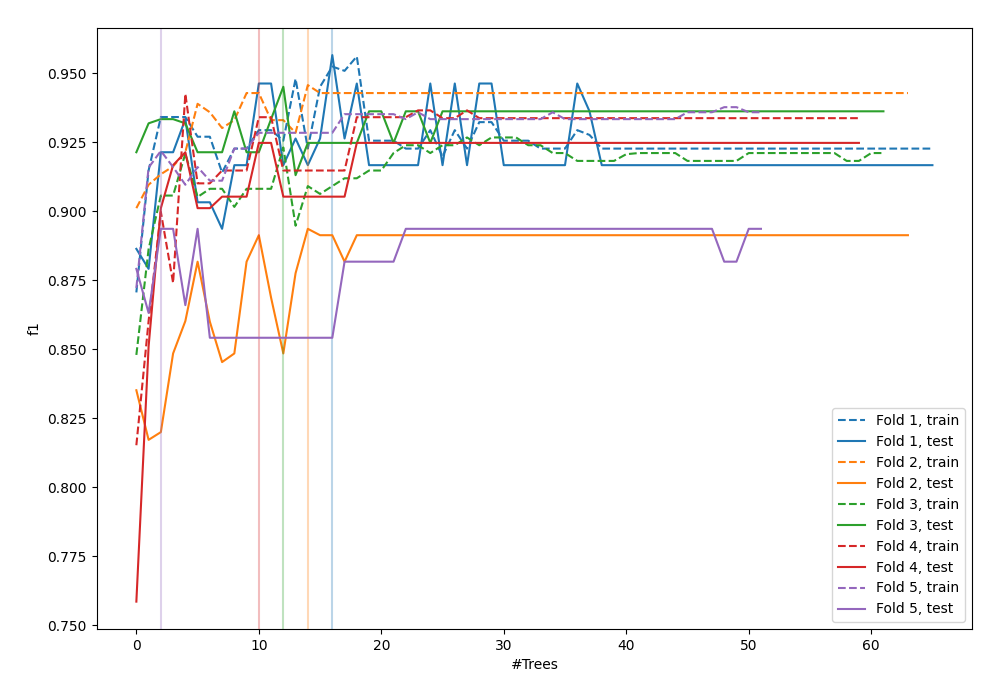 0.950
0.925
0.900
0.875
0.850
0.825
0.800
0.775
0.750
f1
0
10
20
30
40
50
60
#Trees
Fold 1, train
Fold 1, test
Fold 2, train
Fold 2, test
Fold 3, train
Fold 3, test
Fold 4, train
Fold 4, test
Fold 5, train
Fold 5, test